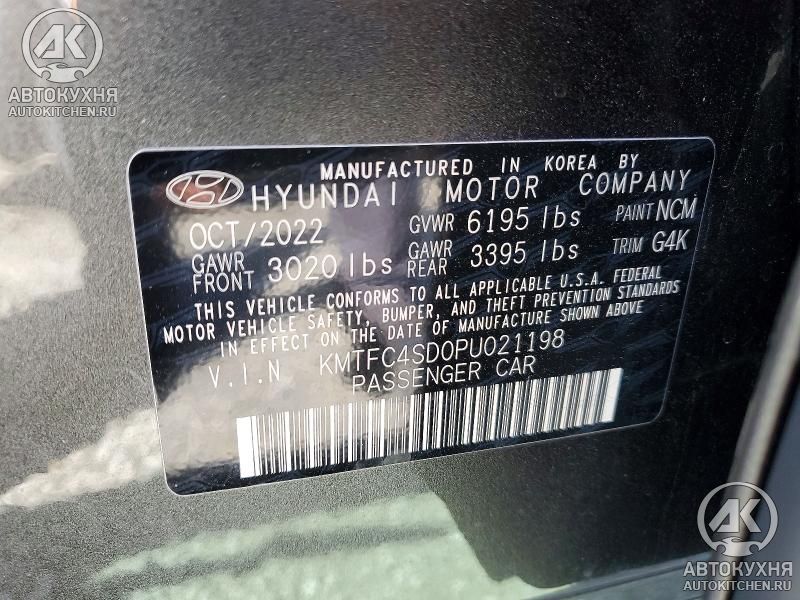 AK
АВТОКУХНЯ
AUTOKITCHEN.RU
MANUFACTURED IN KOREA BY
HYUNDAI MOTOR COMPANY
OCT/2022 GVWR 6195 lbs PAINT NCM
GAWR FRONT 3020 lbs GAWR REAR 3395 lbs TRIM G4K
THIS VEHICLE CONFORMS TO ALL APPLICABLE U.S.A. FEDERAL
MOTOR VEHICLE SAFETY, BUMPER, AND THEFT PREVENTION STANDARDS
IN EFFECT ON THE DATE OF MANUFACTURE SHOWN ABOVE
V.I.N KMTFC4SD0PU021198
PASSENGER CAR
AK
АВТОКУХНЯ
AUTOKITCHEN.RU